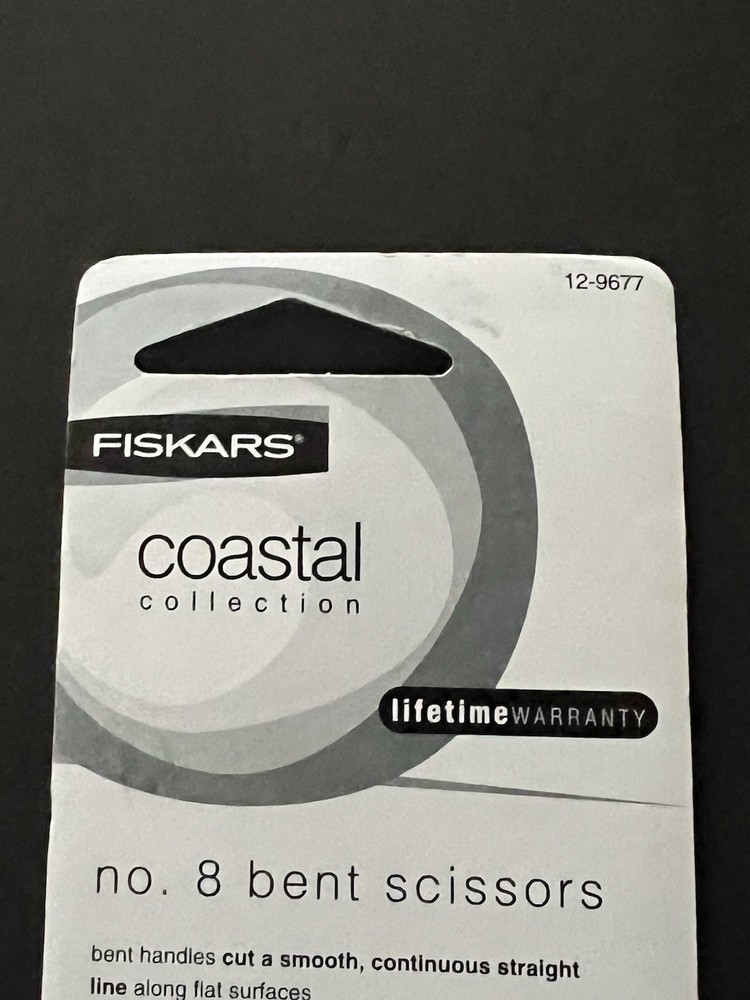 12-9677
FISKARS®
coastal
collection
lifetimeWARRANTY
no. 8 bent scissors
bent handles cut a smooth, continuous straight
line along flat surfaces